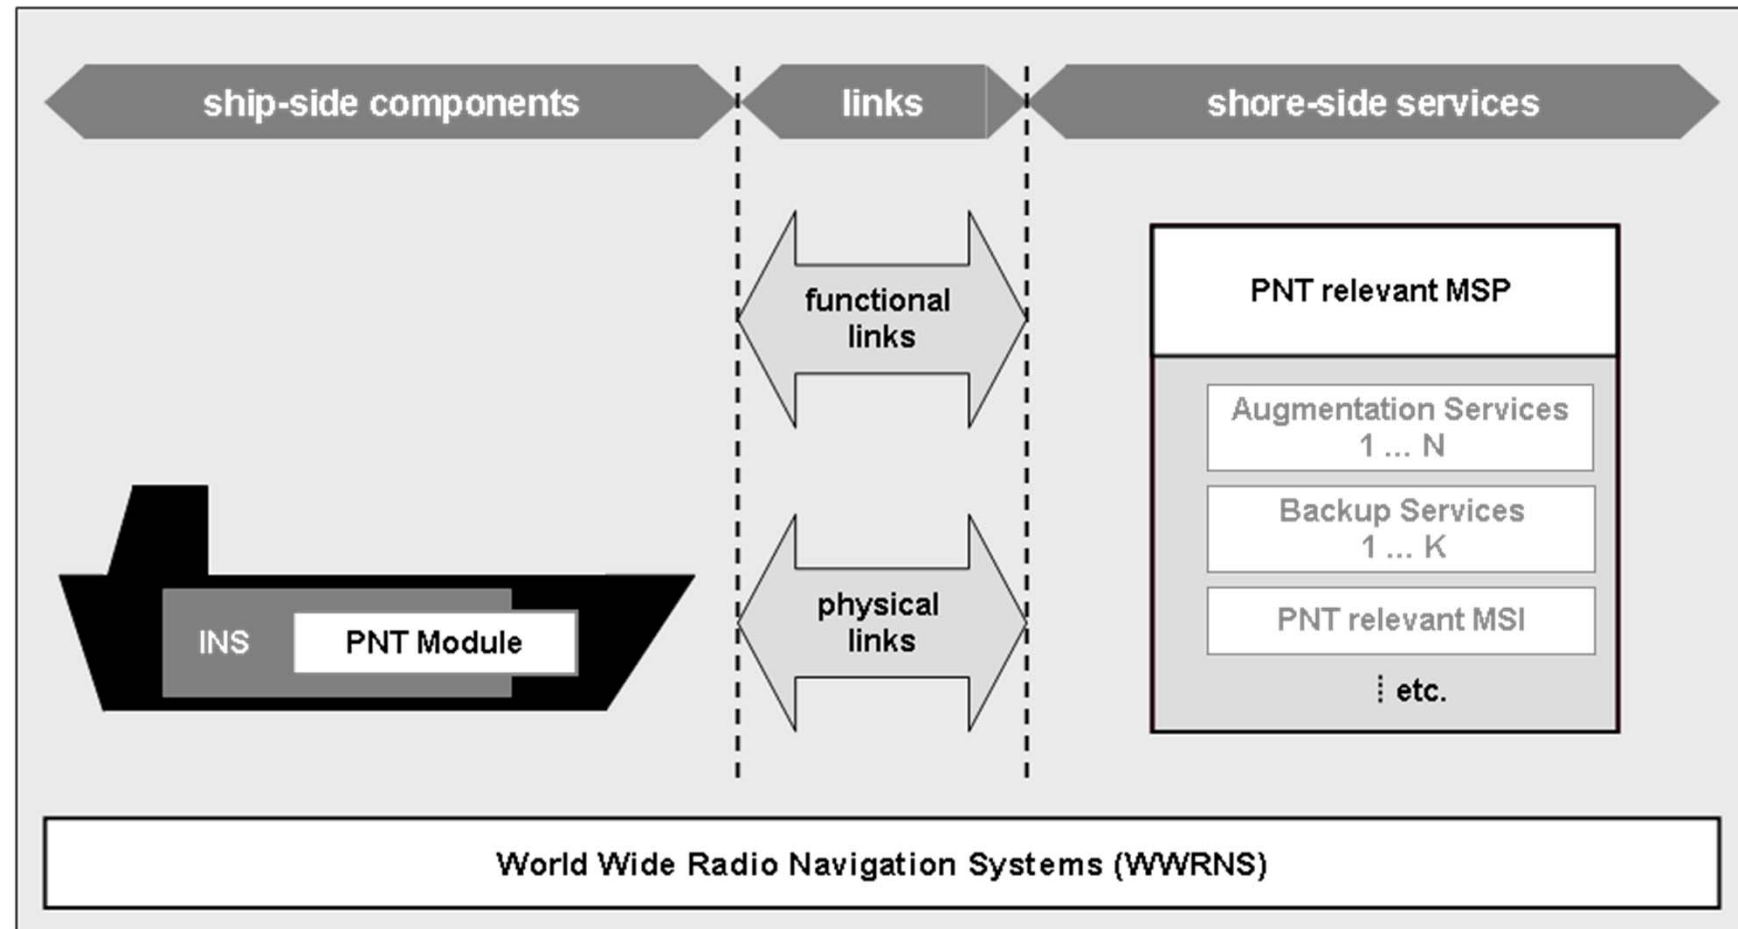 ship-side components
links
shore-side services
functional
links
PNT relevant MSP
Augmentation Services
1 ... N
Backup Services
1 ... K
physical
links
PNT relevant MSI
INS
PNT Module
etc.
World Wide Radio Navigation Systems (WWRNS)